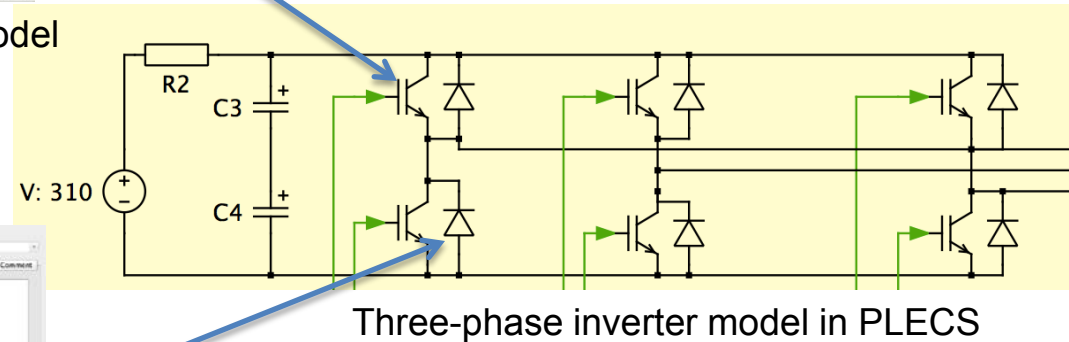 odel
R2
C3
+
V: 310
+
−
C4
+
Comment
Three-phase inverter model in PLECS